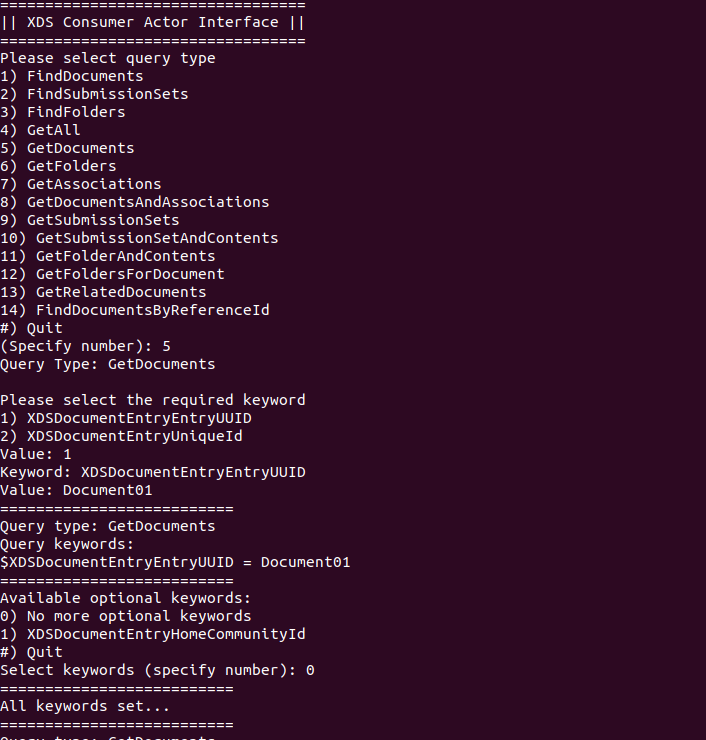 ==================================
|| XDS Consumer Actor Interface ||
==================================
Please select query type
1) FindDocuments
2) FindSubmissionSets
3) FindFolders
4) GetAll
5) GetDocuments
6) GetFolders
7) GetAssociations
8) GetDocumentsAndAssociations
9) GetSubmissionSets
10) GetSubmissionSetAndContents
11) GetFolderAndContents
12) GetFoldersForDocument
13) GetRelatedDocuments
14) FindDocumentsByReferenceId
#) Quit
(Specify number): 5
Query Type: GetDocuments

Please select the required keyword
1) XDSDocumentEntryEntryUUID
2) XDSDocumentEntryUniqueId
Value: 1
Keyword: XDSDocumentEntryEntryUUID
Value: Document01
==========================
Query type: GetDocuments
Query keywords:
$XDSDocumentEntryEntryUUID = Document01
==========================
Available optional keywords:
0) No more optional keywords
1) XDSDocumentEntryHomeCommunityId
#) Quit
Select keywords (specify number): 0
==========================
All keywords set...
==========================
Query type: GetDocuments